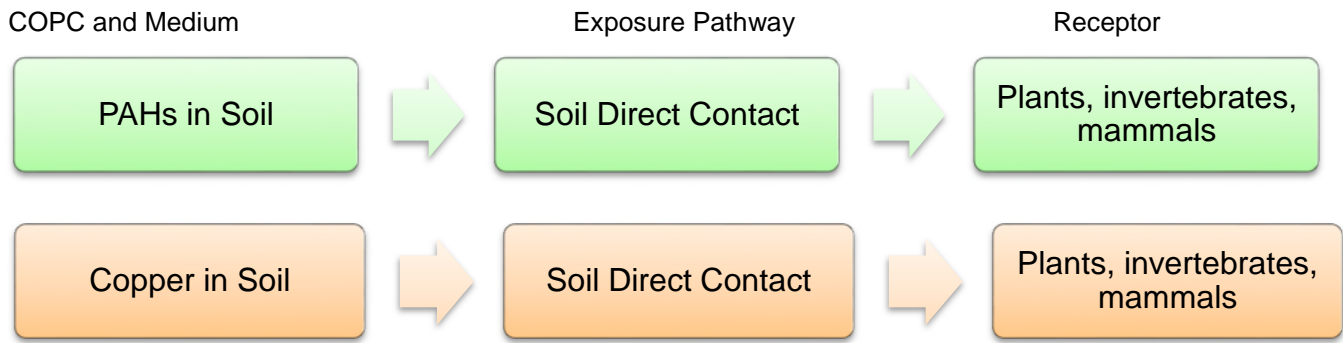 COPC and Medium
Exposure Pathway
Receptor
PAHs in Soil
Soil Direct Contact
Plants, invertebrates,
mammals
Copper in Soil
Soil Direct Contact
Plants, invertebrates,
mammals